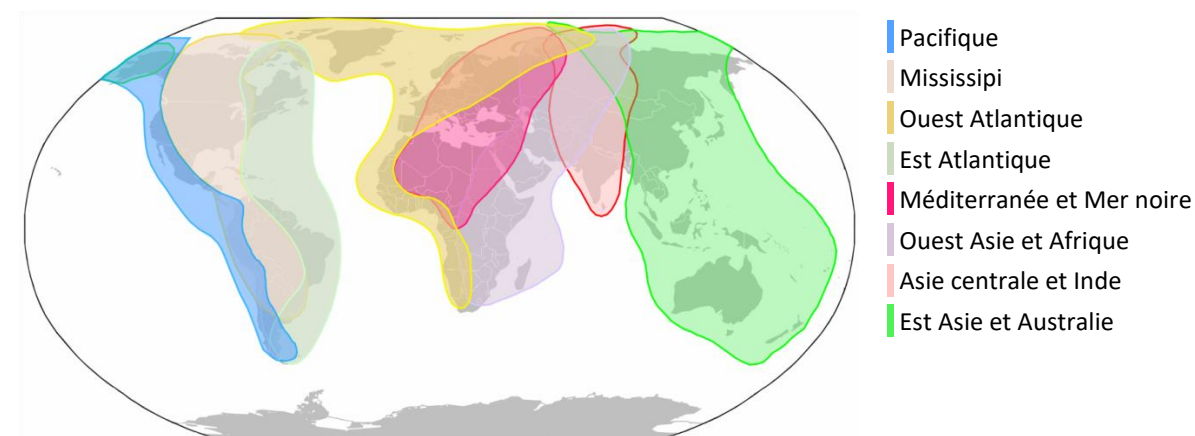 Pacifique
Mississipi
Ouest Atlantique
Est Atlantique
Méditerranée et Mer noire
Ouest Asie et Afrique
Asie centrale et Inde
Est Asie et Australie